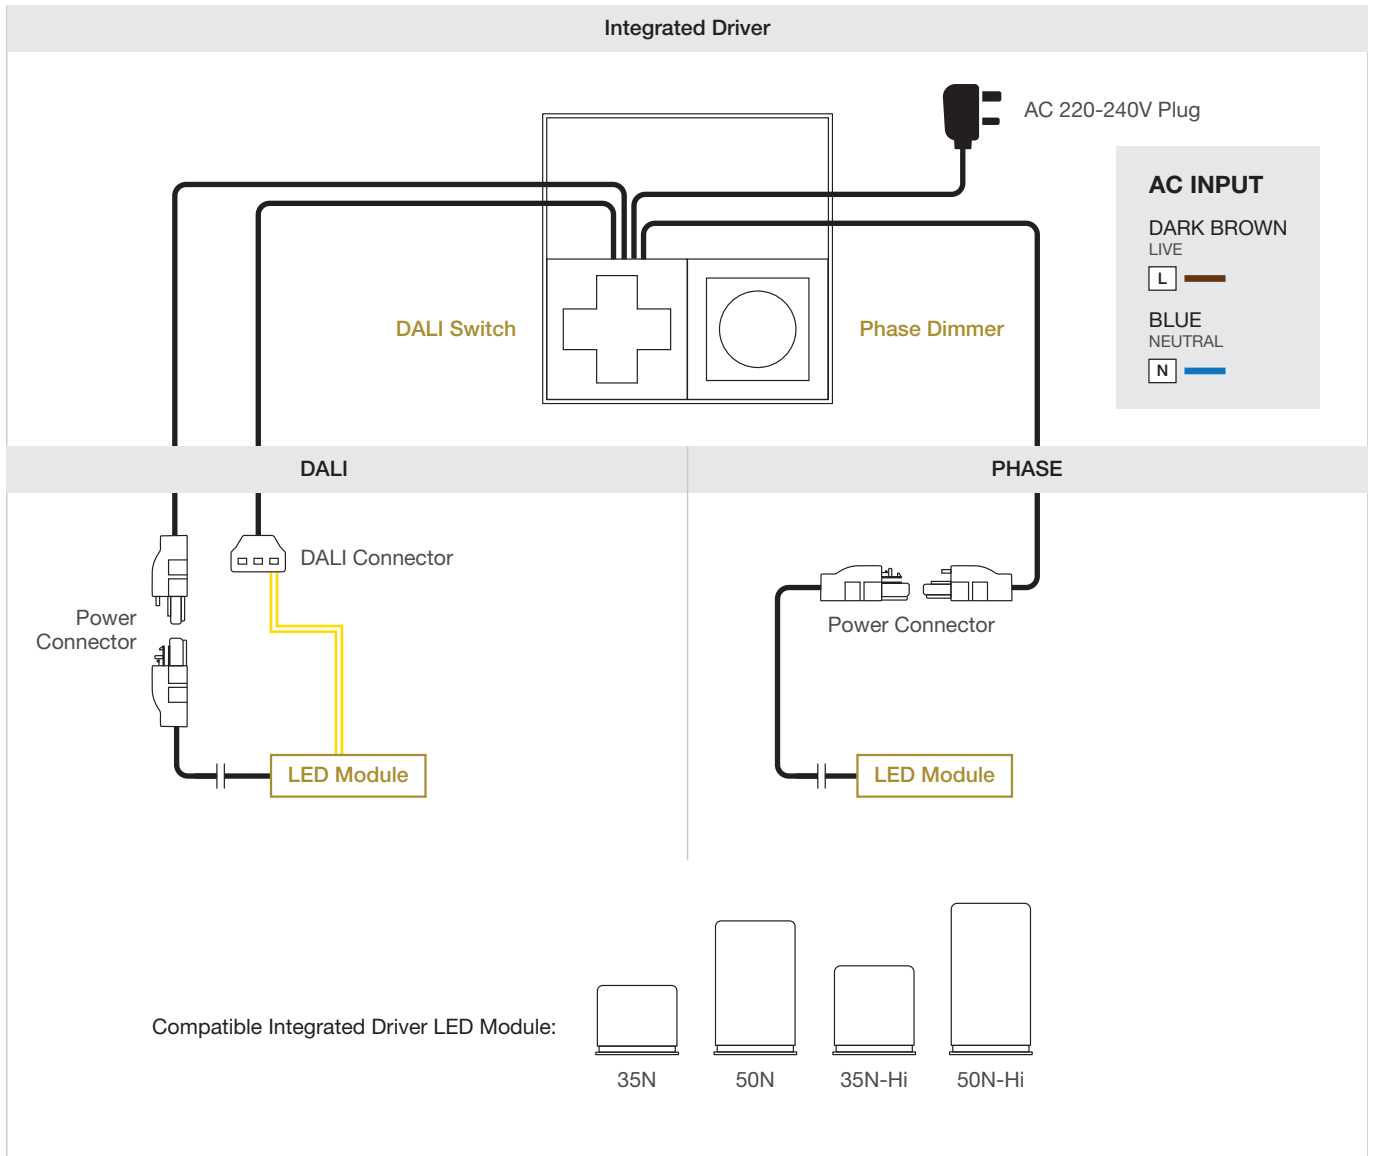 Integrated Driver
AC 220-240V Plug
AC INPUT
DARK BROWN
LIVE
L
BLUE
NEUTRAL
N
DALI Switch
Phase Dimmer
DALI
PHASE
DALI Connector
Power
Connector
Power Connector
LED Module
LED Module
Compatible Integrated Driver LED Module:
35N
50N
35N-Hi
50N-Hi